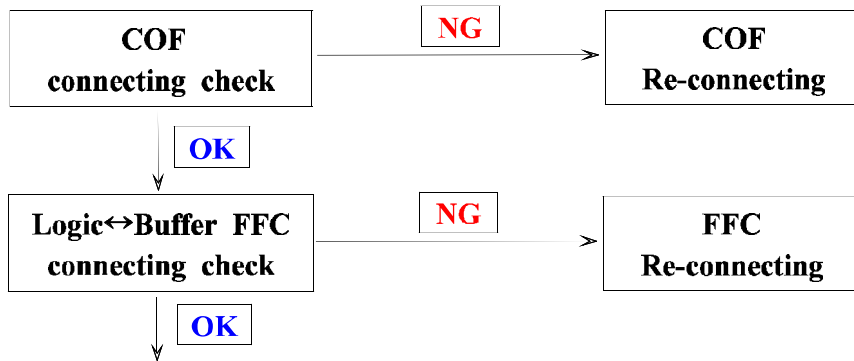 COF
connecting check
NG
COF
Re-connecting
OK
Logic↔Buffer FFC
connecting check
NG
FFC
Re-connecting
OK